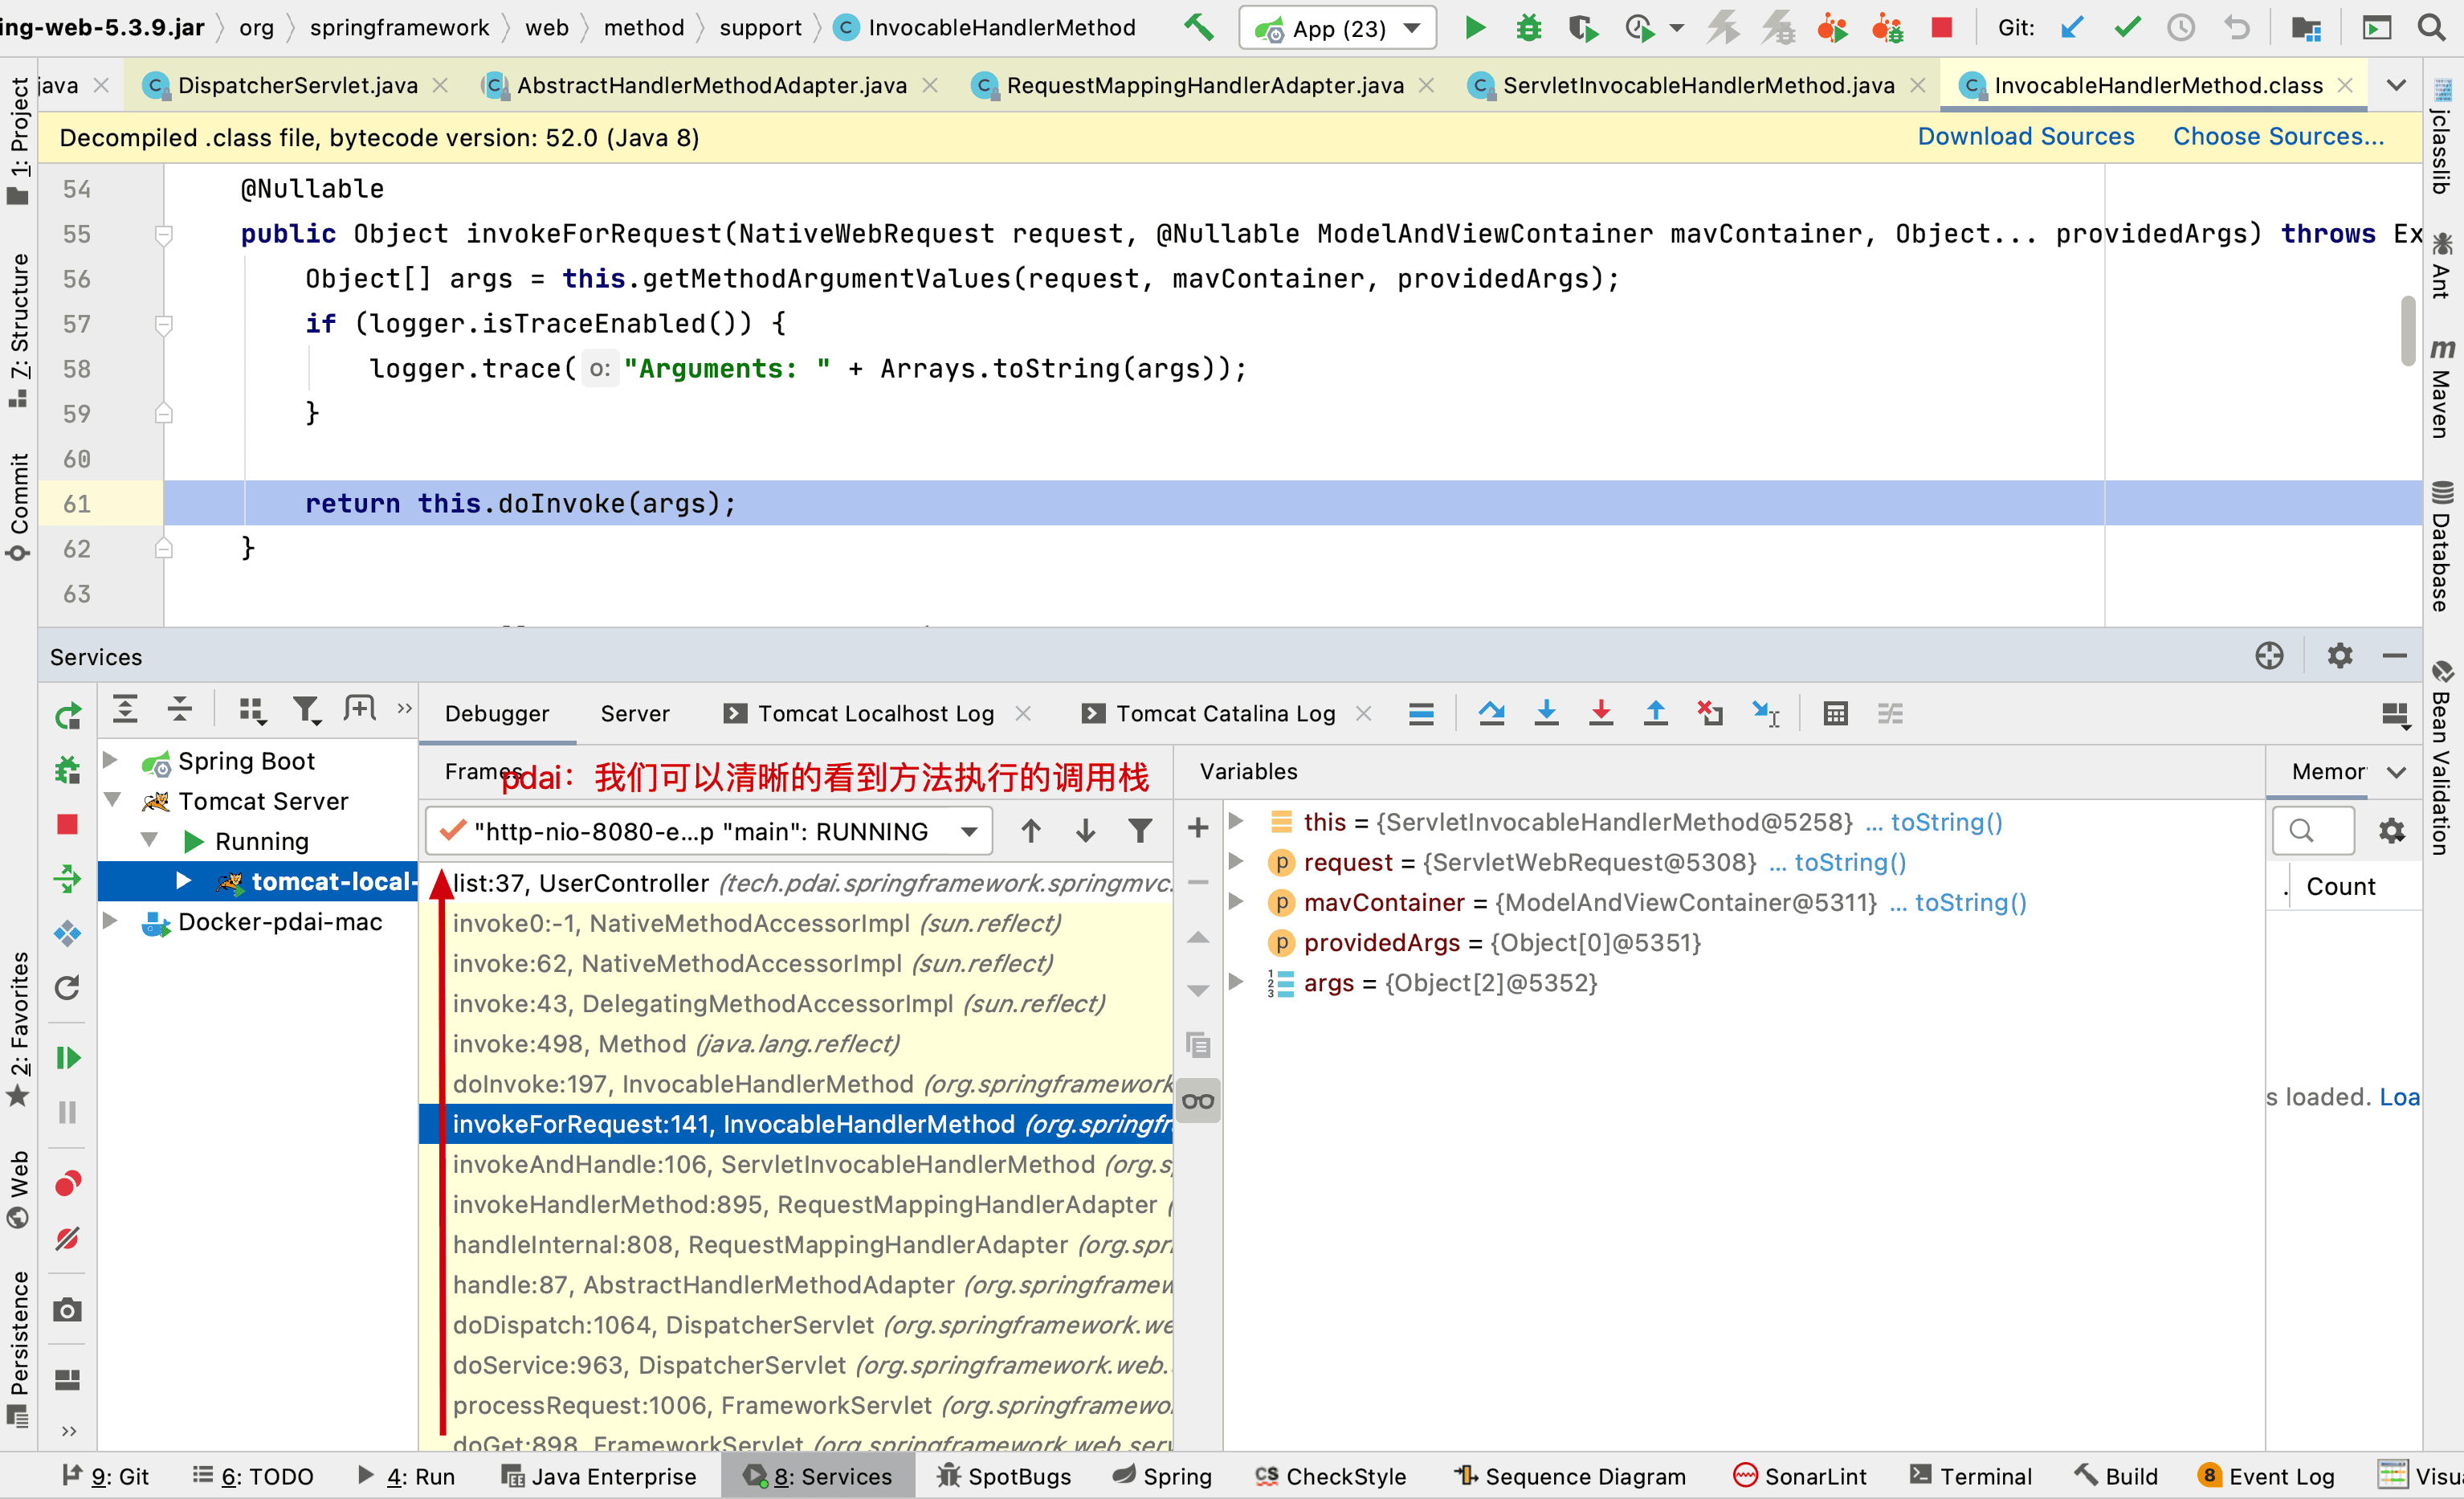 ing-web-5.3.9.jar org springframework web method support InvocableHandlerMethod App (23) Git:
java DispatcherServlet.java AbstractHandlerMethodAdapter.java RequestMappingHandlerAdapter.java ServletInvocableHandlerMethod.java InvocableHandlerMethod.class
Decompiled .class file, bytecode version: 52.0 (Java 8) Download Sources Choose Sources...
54 @Nullable
55 public Object invokeForRequest(NativeWebRequest request, @Nullable ModelAndViewContainer mavContainer, Object... providedArgs) throws Ex
56 Object[] args = this.getMethodArgumentValues(request, mavContainer, providedArgs);
57 if (logger.isTraceEnabled()) {
58 logger.trace( o: "Arguments: " + Arrays.toString(args));
59 }
60
61 return this.doInvoke(args);
62 }
63
1: Project
7: Structure
Commit
2: Favorites
Web
Persistence
jclasslib
Ant
Maven
Database
Bean Validation
Services
Debugger Server Tomcat Localhost Log Tomcat Catalina Log
Spring Boot
Tomcat Server
Running
tomcat-local-
Docker-pdai-mac
Frames
pdai：我们可以清晰的看到方法执行的调用栈
"http-nio-8080-e...p "main": RUNNING
list:37, UserController (tech.pdai.springframework.springmvc.
invoke0:-1, NativeMethodAccessorImpl (sun.reflect)
invoke:62, NativeMethodAccessorImpl (sun.reflect)
invoke:43, DelegatingMethodAccessorImpl (sun.reflect)
invoke:498, Method (java.lang.reflect)
doInvoke:197, InvocableHandlerMethod (org.springframework
invokeForRequest:141, InvocableHandlerMethod (org.springfr
invokeAndHandle:106, ServletInvocableHandlerMethod (org.s
invokeHandlerMethod:895, RequestMappingHandlerAdapter (
handleInternal:808, RequestMappingHandlerAdapter (org.spri
handle:87, AbstractHandlerMethodAdapter (org.springframew
doDispatch:1064, DispatcherServlet (org.springframework.we
doService:963, DispatcherServlet (org.springframework.web.
processRequest:1006, FrameworkServlet (org.springframewo
doGet:898, FrameworkServlet (org.springframework.web.serv
Variables
this = {ServletInvocableHandlerMethod@5258} ... toString()
request = {ServletWebRequest@5308} ... toString()
mavContainer = {ModelAndViewContainer@5311} ... toString()
providedArgs = {Object[0]@5351}
args = {Object[2]@5352}
Memor
Count
s loaded. Loa
9: Git 6: TODO 4: Run Java Enterprise 8: Services SpotBugs Spring CheckStyle Sequence Diagram SonarLint Terminal Build 8 Event Log Visu